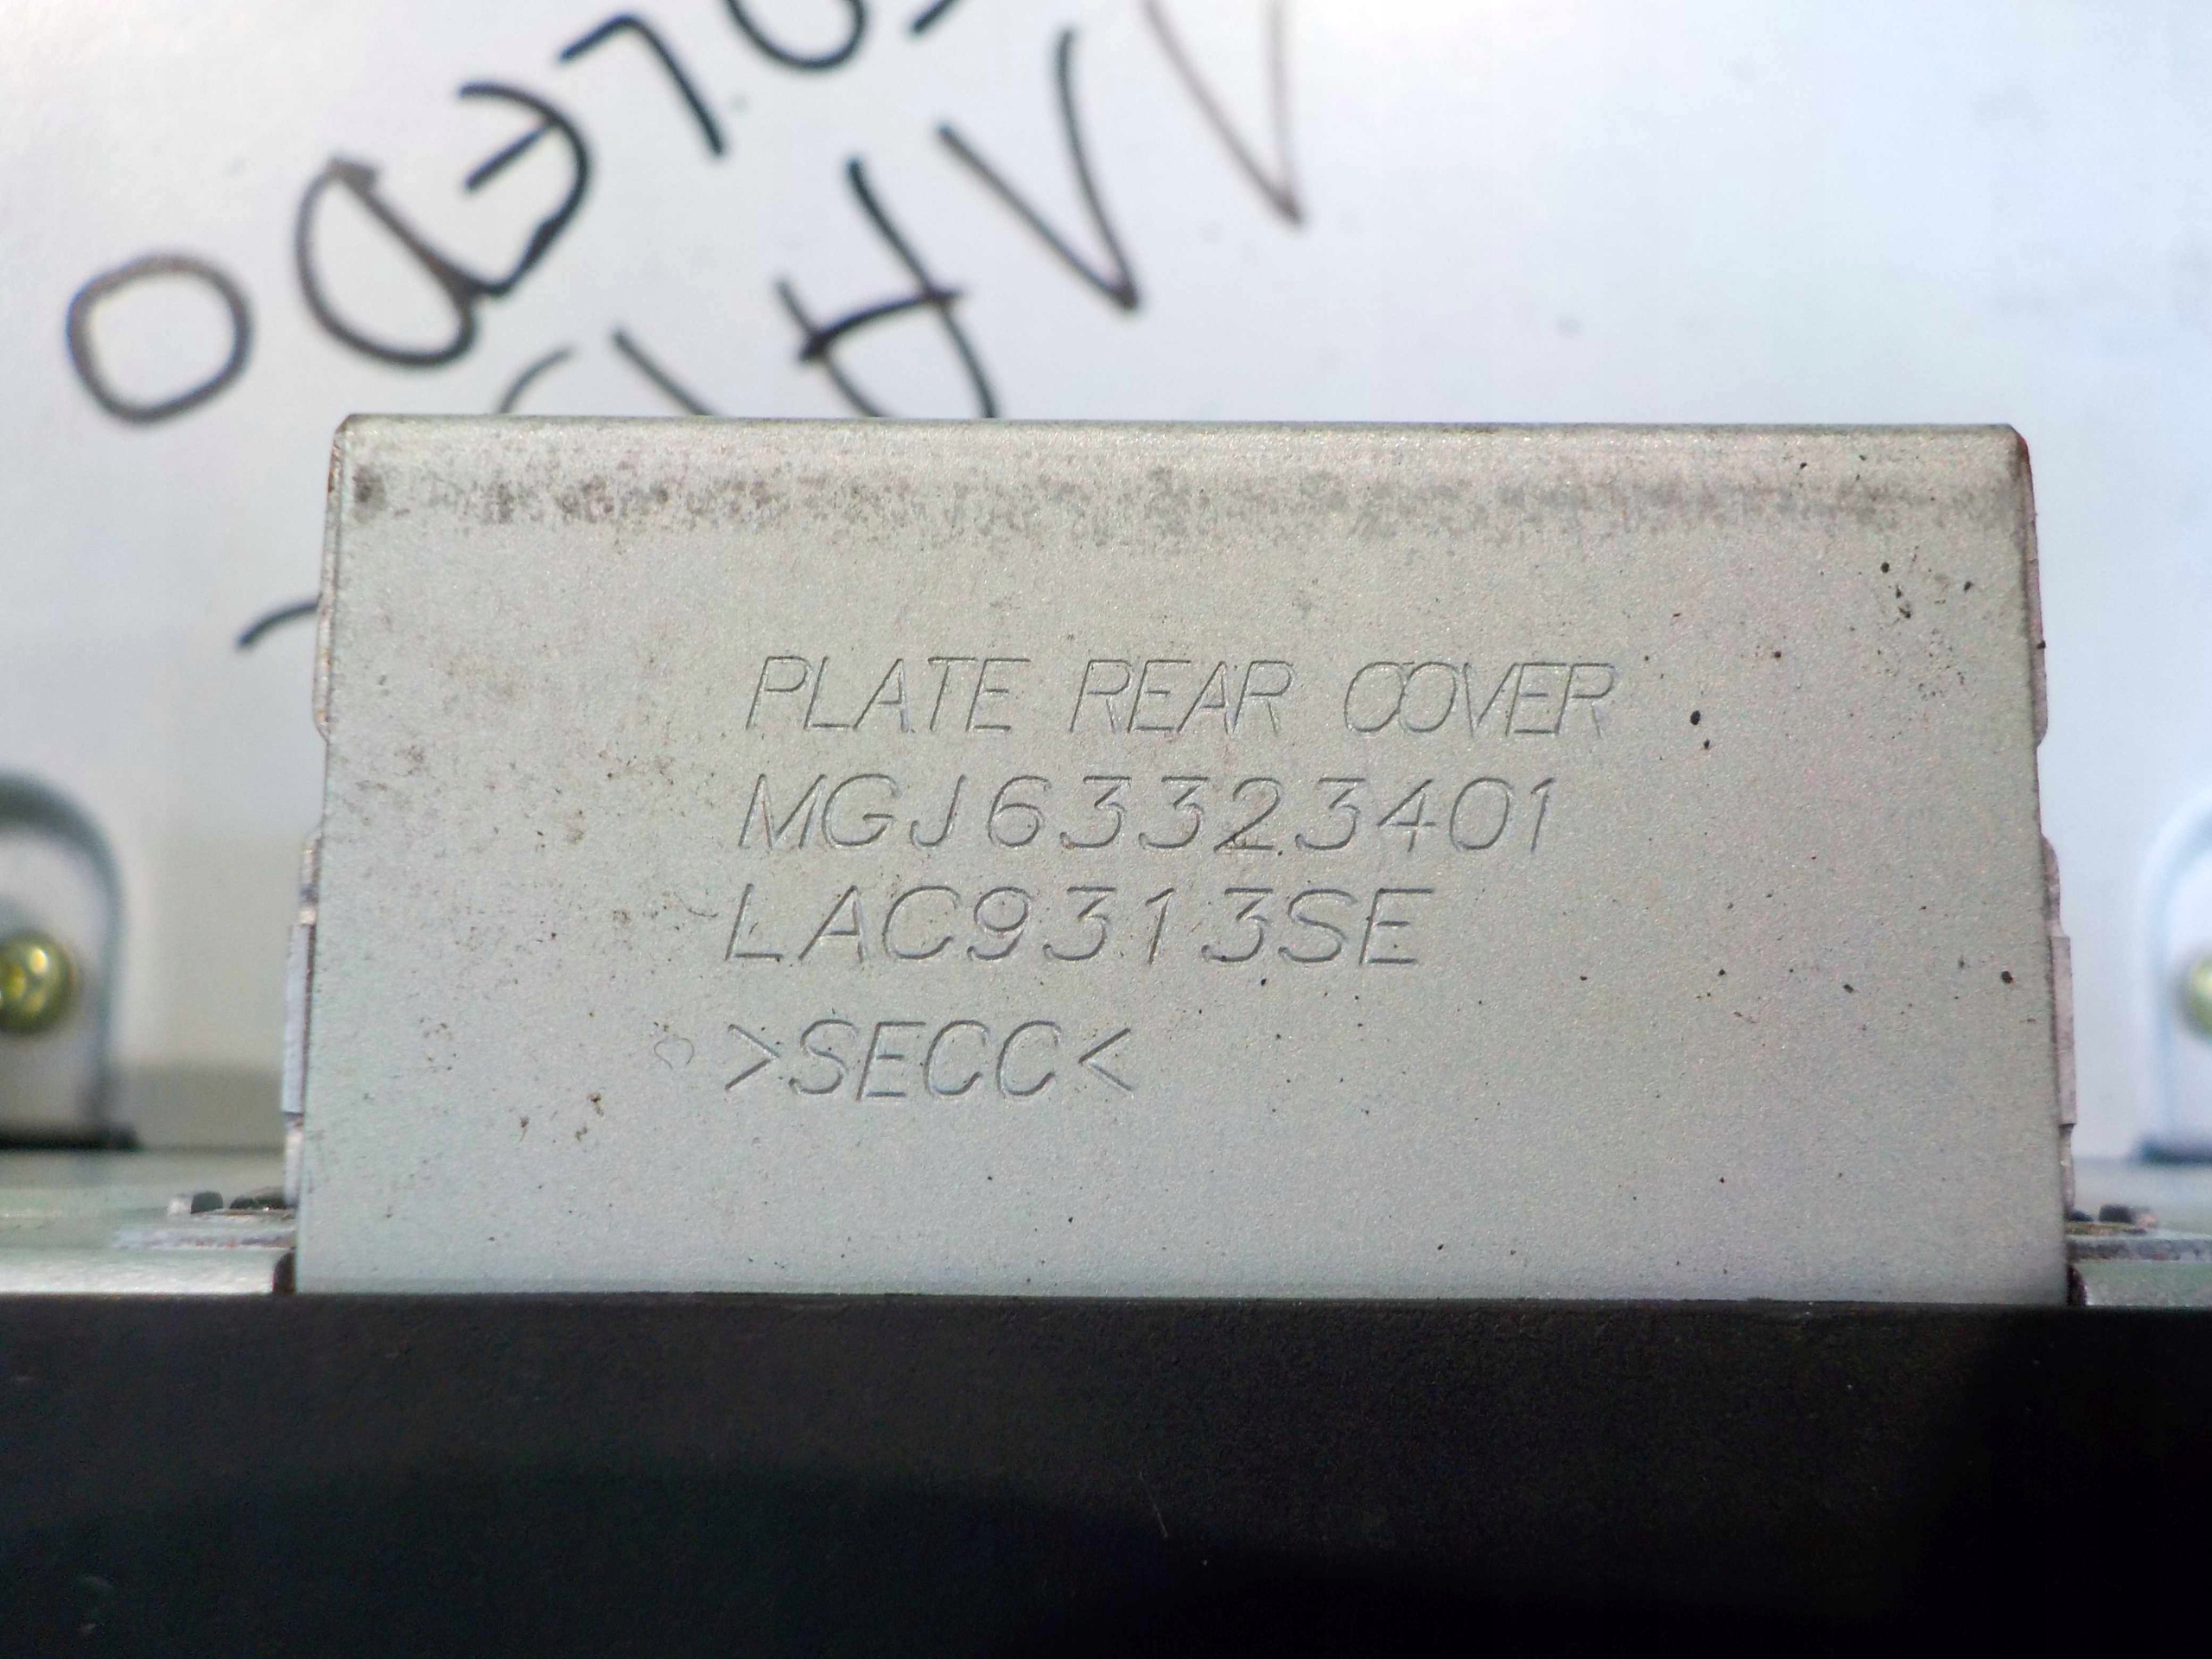 PLATE REAR COVER
MGJ63323401
LAC9313SE
>SECC<